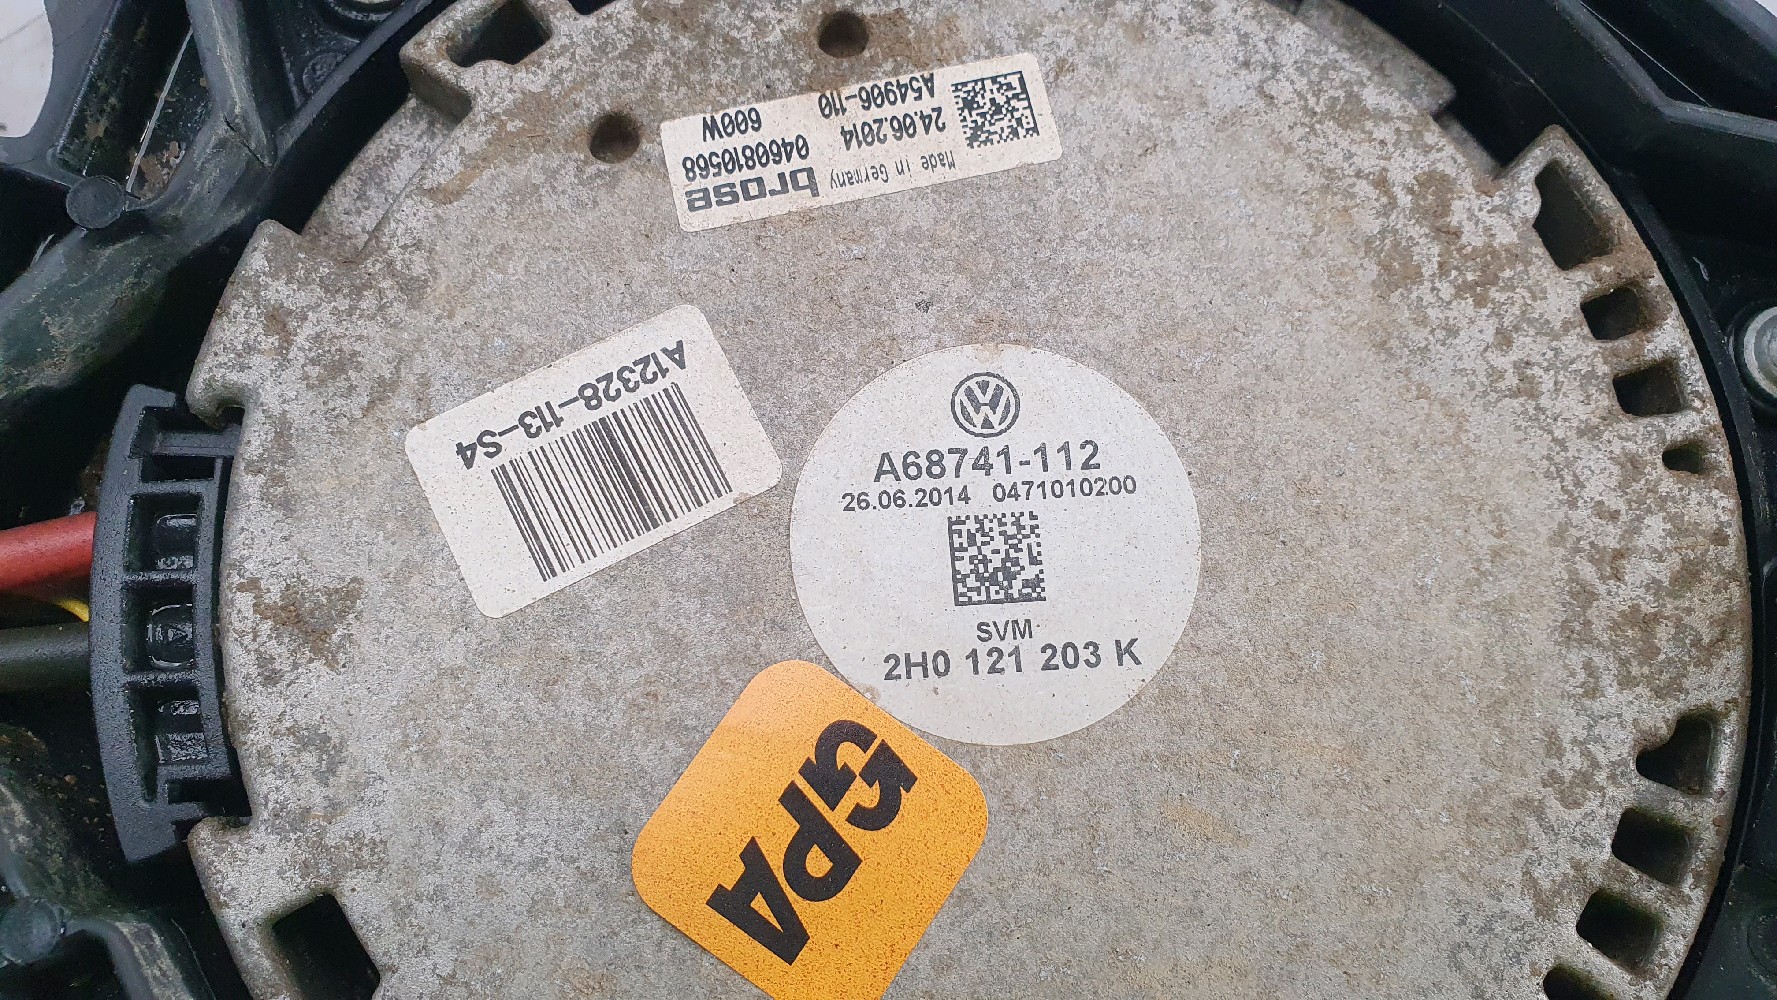 brose
0460810568
600W
Made in Germany
24.06.2014
A54906-110
A12328-113-S4
A68741-112
26.06.2014 0471010200
SVM
2H0 121 203 K
GPA